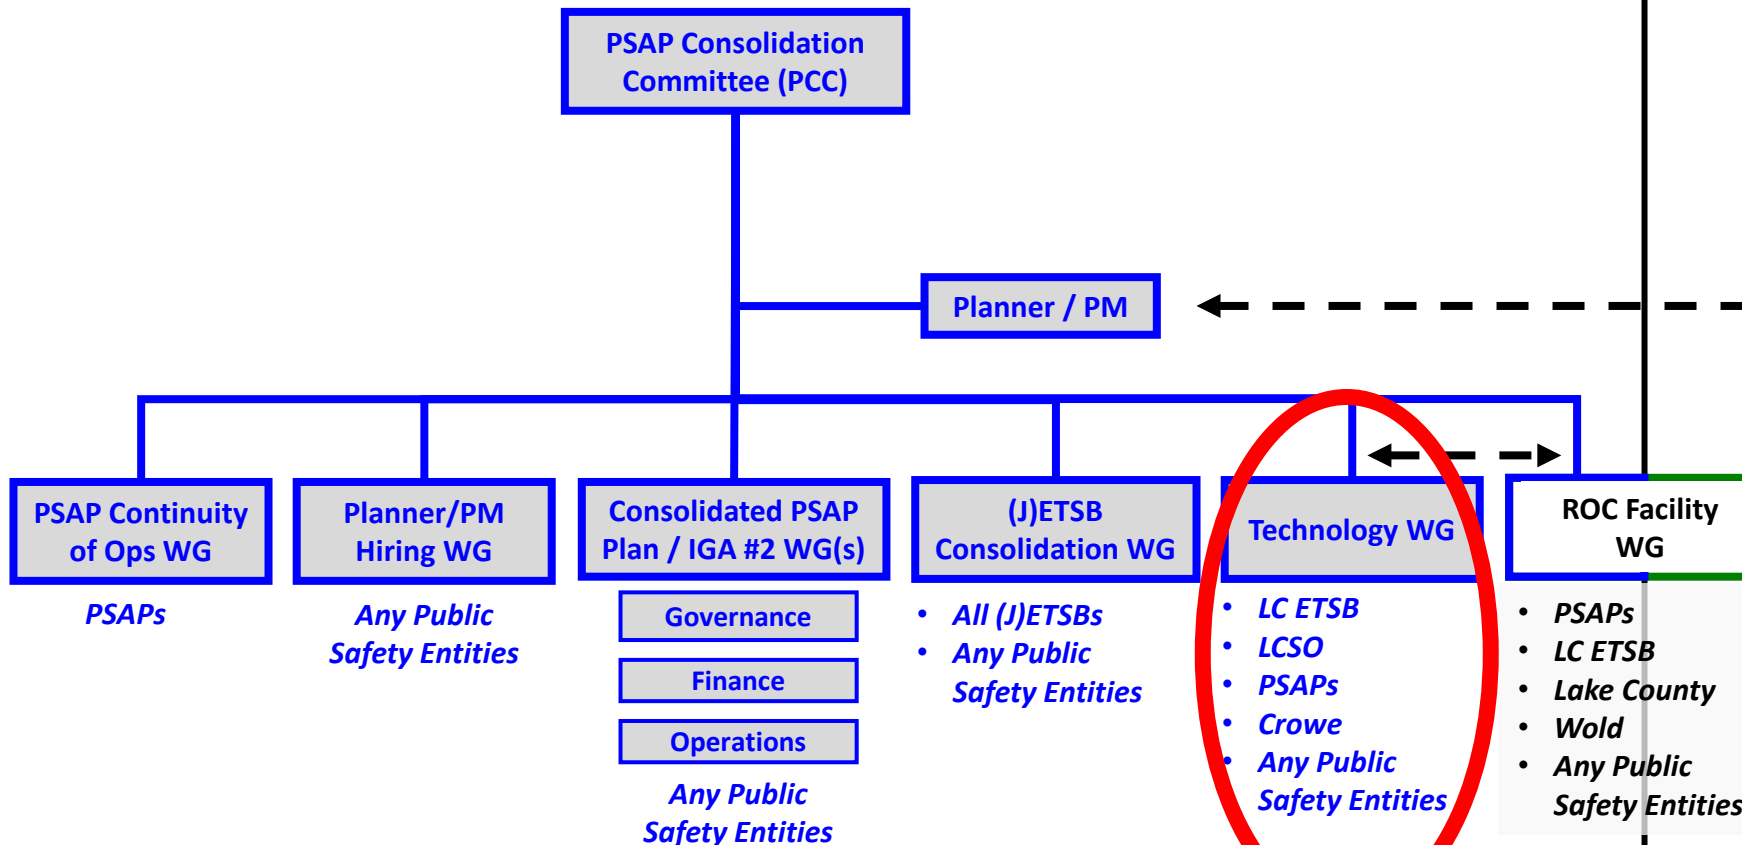 PSAP Consolidation
Committee (PCC)
Planner / PM
PSAP Continuity
of Ops WG
PSAPs
Planner/PM
Hiring WG
Any Public
Safety Entities
Consolidated PSAP
Plan / IGA #2 WG(s)
Governance
Finance
Operations
Any Public
Safety Entities
(J)ETSB
Consolidation WG
• All (J)ETSBs
• Any Public
Safety Entities
Technology WG
• LC ETSB
• LCSO
• PSAPs
• Crowe
• Any Public
Safety Entities
ROC Facility
WG
• PSAPs
• LC ETSB
• Lake County
• Wold
• Any Public
Safety Entities